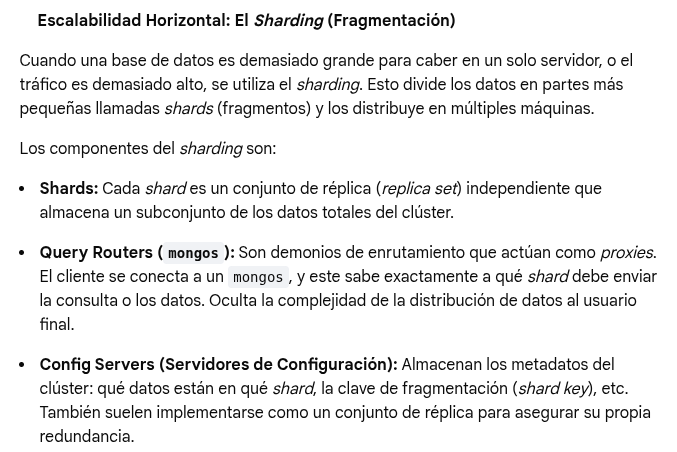 Escalabilidad Horizontal: El Sharding (Fragmentación)
Cuando una base de datos es demasiado grande para caber en un solo servidor, o el
tráfico es demasiado alto, se utiliza el sharding. Esto divide los datos en partes más
pequeñas llamadas shards (fragmentos) y los distribuye en múltiples máquinas.
Los componentes del sharding son:
• Shards: Cada shard es un conjunto de réplica (replica set) independiente que
almacena un subconjunto de los datos totales del clúster.
• Query Routers ( mongos ): Son demonios de enrutamiento que actúan como proxies.
El cliente se conecta a un mongos , y este sabe exactamente a qué shard debe enviar
la consulta o los datos. Oculta la complejidad de la distribución de datos al usuario
final.
• Config Servers (Servidores de Configuración): Almacenan los metadatos del
clúster: qué datos están en qué shard, la clave de fragmentación (shard key), etc.
También suelen implementarse como un conjunto de réplica para asegurar su propia
redundancia.